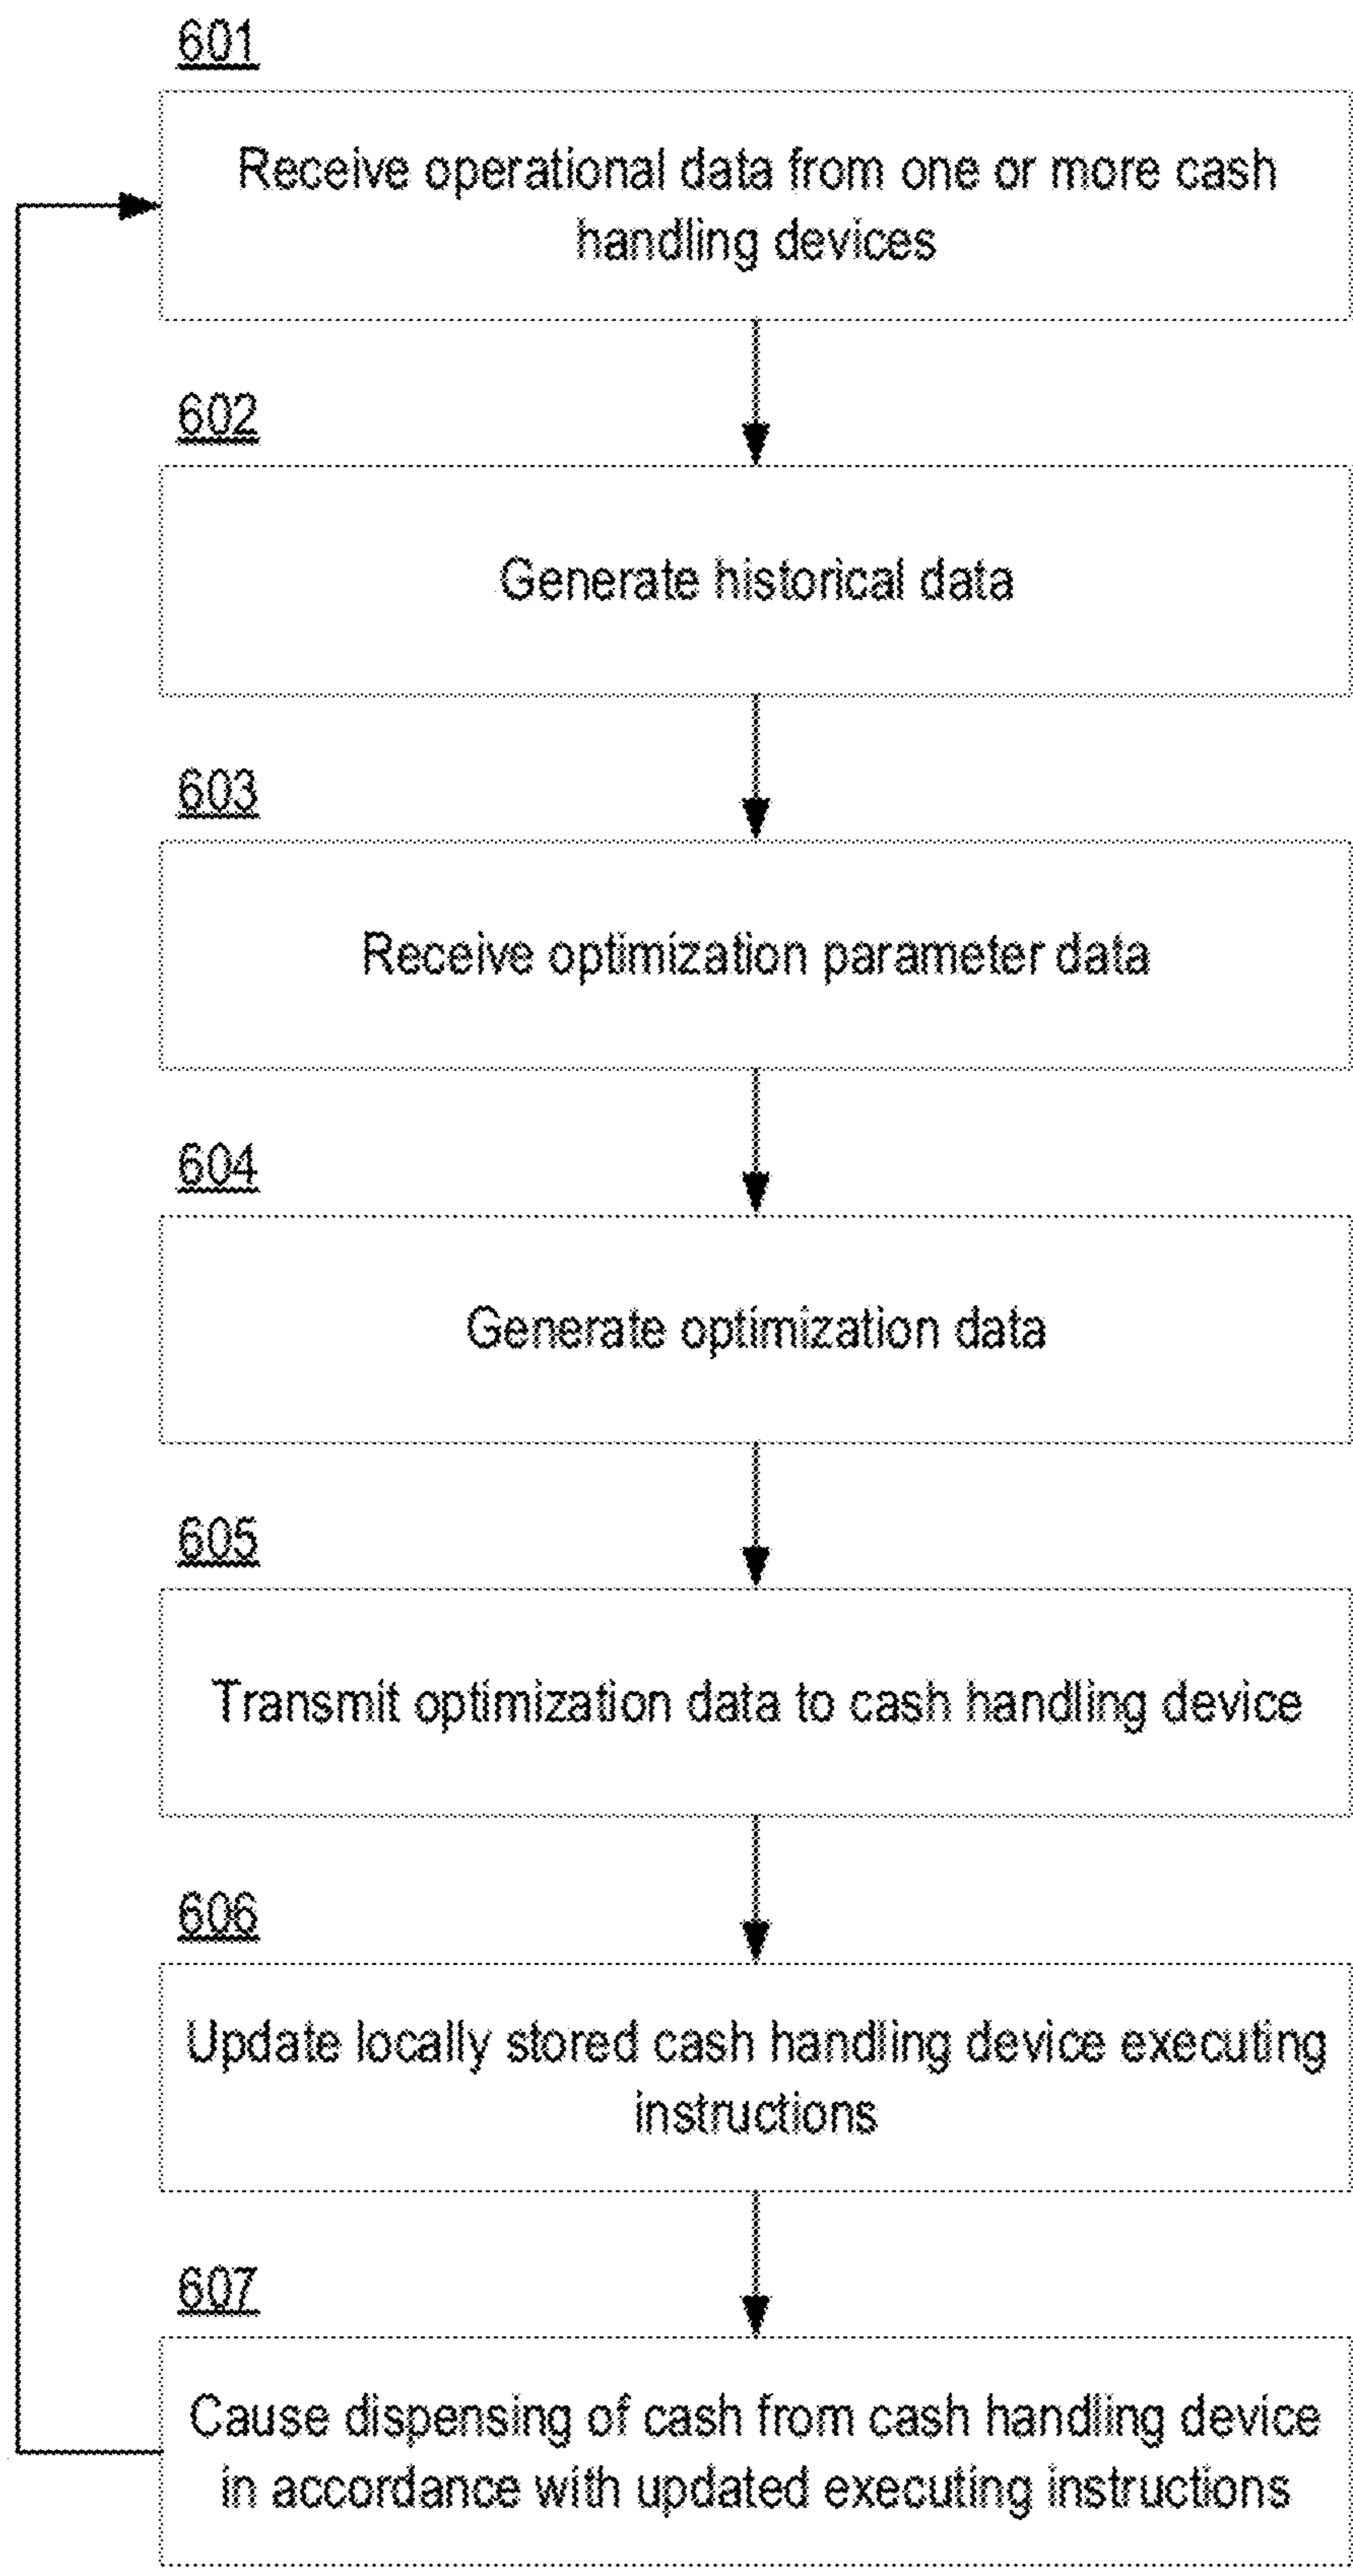 601
Receive operational data from one or more cash
handling devices
602
Generate historical data
603
Receive optimization parameter data
604
Generate optimization data
605
Transmit optimization data to cash handling device
606
Update locally stored cash handling device executing
instructions
607
Cause dispensing of cash from cash handling device
in accordance with updated executing instructions